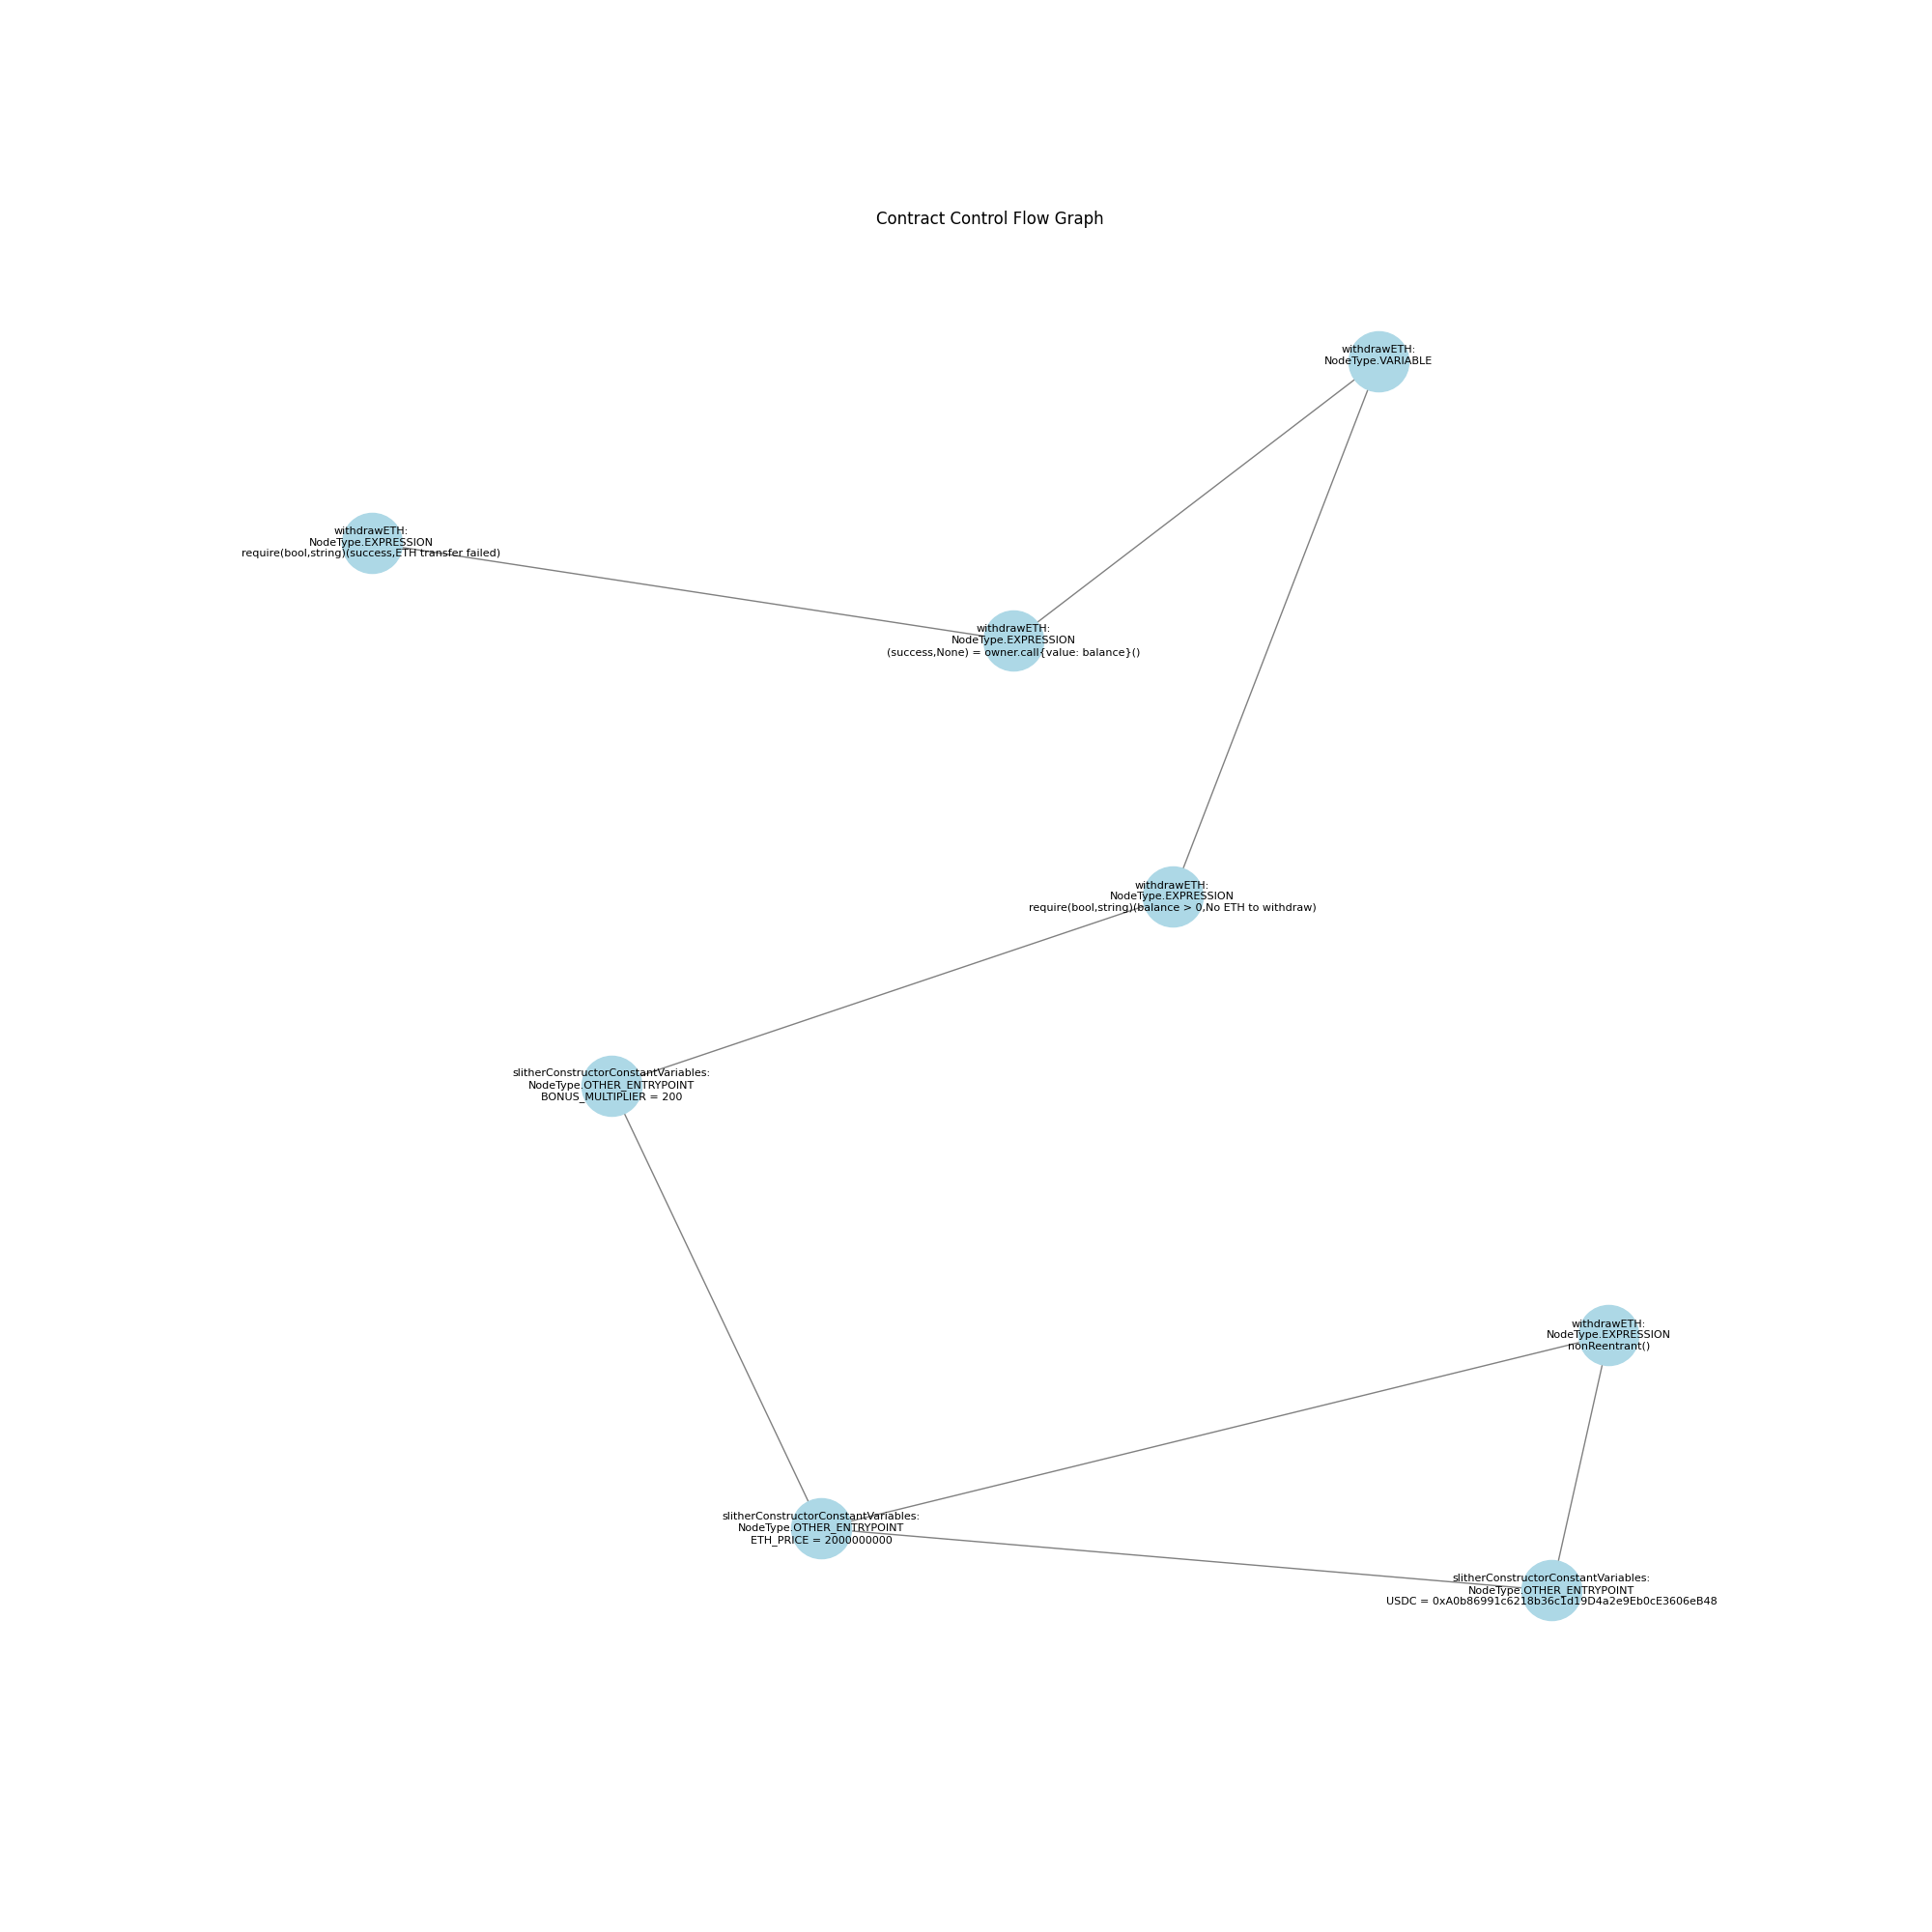 Contract Control Flow Graph
withdrawETH:
NodeType.VARIABLE
withdrawETH:
NodeType.EXPRESSION
require(bool,string)(success,ETH transfer failed)
withdrawETH:
NodeType.EXPRESSION
(success,None) = owner.call{value: balance}()
withdrawETH:
NodeType.EXPRESSION
require(bool,string)(balance > 0,No ETH to withdraw)
slitherConstructorConstantVariables:
NodeType.OTHER_ENTRYPOINT
BONUS_MULTIPLIER = 200
withdrawETH:
NodeType.EXPRESSION
nonReentrant()
slitherConstructorConstantVariables:
NodeType.OTHER_ENTRYPOINT
ETH_PRICE = 2000000000
slitherConstructorConstantVariables:
NodeType.OTHER_ENTRYPOINT
USDC = 0xA0b86991c6218b36c1d19D4a2e9Eb0cE3606eB48